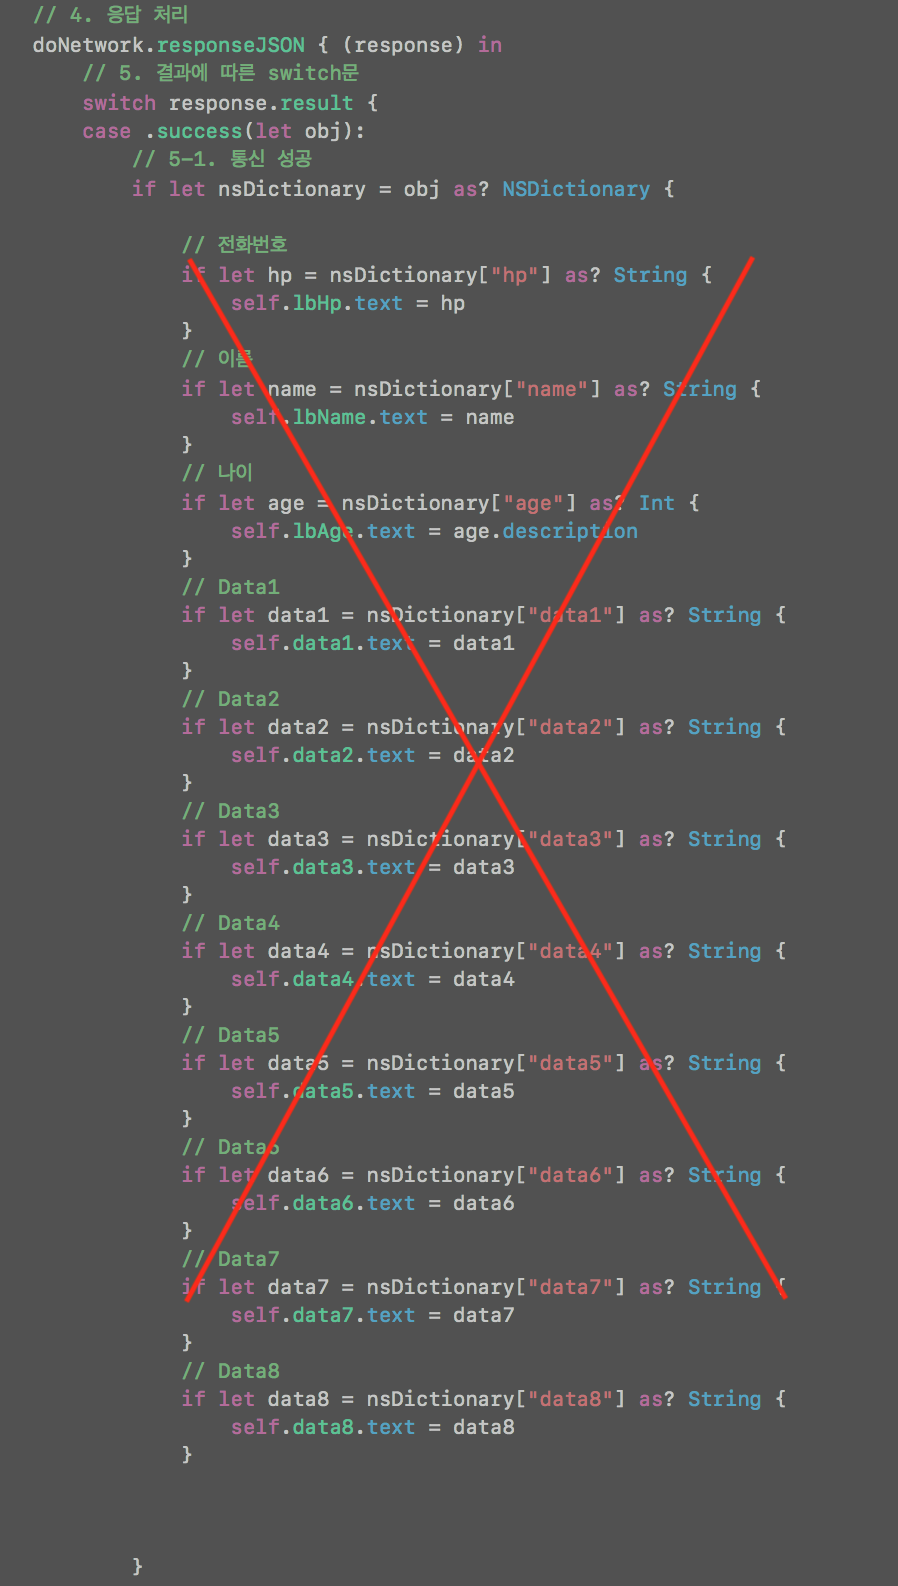 // 4. 응답 처리
doNetwork.responseJSON { (response) in
// 5. 결과에 따른 switch문
switch response.result {
case .success(let obj):
// 5-1. 통신 성공
if let nsDictionary = obj as? NSDictionary {
// 전화번호
if let hp = nsDictionary["hp"] as? String {
self.lbHp.text = hp
}
// 이름
if let name = nsDictionary["name"] as? String {
self.lbName.text = name
}
// 나이
if let age = nsDictionary["age"] as? Int {
self.lbAge.text = age.description
}
// Data1
if let data1 = nsDictionary["data1"] as? String {
self.data1.text = data1
}
// Data2
if let data2 = nsDictionary["data2"] as? String {
self.data2.text = data2
}
// Data3
if let data3 = nsDictionary["data3"] as? String {
self.data3.text = data3
}
// Data4
if let data4 = nsDictionary["data4"] as? String {
self.data4.text = data4
}
// Data5
if let data5 = nsDictionary["data5"] as? String {
self.data5.text = data5
}
// Data6
if let data6 = nsDictionary["data6"] as? String {
self.data6.text = data6
}
// Data7
if let data7 = nsDictionary["data7"] as? String {
self.data7.text = data7
}
// Data8
if let data8 = nsDictionary["data8"] as? String {
self.data8.text = data8
}
}